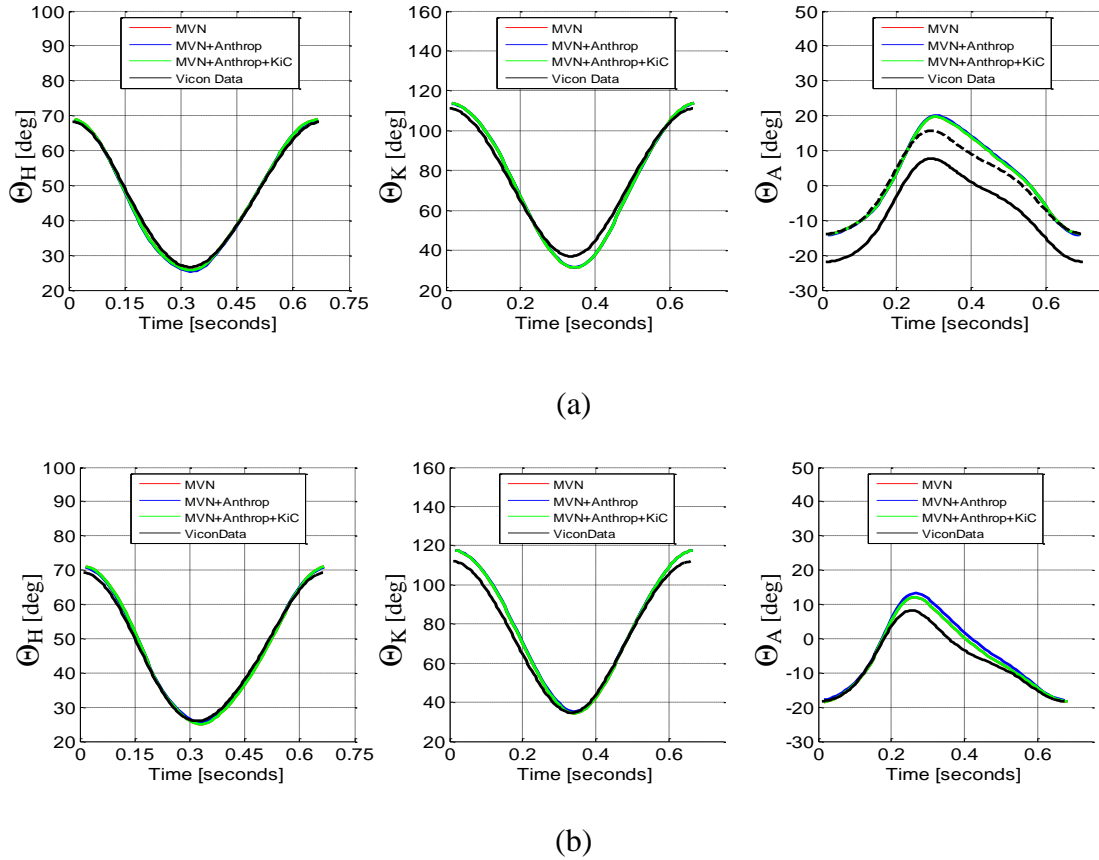 100
90
80
70
60
50
40
30
20
0 0.15 0.3 0.45 0.6 0.75
Time [seconds]
Θ_H [deg]
MVN
MVN+Anthrop
MVN+Anthrop+KiC
Vicon Data
160
140
120
100
80
60
40
20
0 0.2 0.4 0.6
Time [seconds]
Θ_K [deg]
MVN
MVN+Anthrop
MVN+Anthrop+KiC
Vicon Data
50
40
30
20
10
0
-10
-20
-30
0 0.2 0.4 0.6
Time [seconds]
Θ_A [deg]
MVN
MVN+Anthrop
MVN+Anthrop+KiC
Vicon Data
(a)
100
90
80
70
60
50
40
30
20
0 0.15 0.3 0.45 0.6 0.75
Time [seconds]
Θ_H [deg]
MVN
MVN+Anthrop
MVN+Anthrop+KiC
ViconData
160
140
120
100
80
60
40
20
0 0.2 0.4 0.6
Time [seconds]
Θ_K [deg]
MVN
MVN+Anthrop
MVN+Anthrop+KiC
ViconData
50
40
30
20
10
0
-10
-20
-30
0 0.2 0.4 0.6
Time [seconds]
Θ_A [deg]
MVN
MVN+Anthrop
MVN+Anthrop+KiC
ViconData
(b)